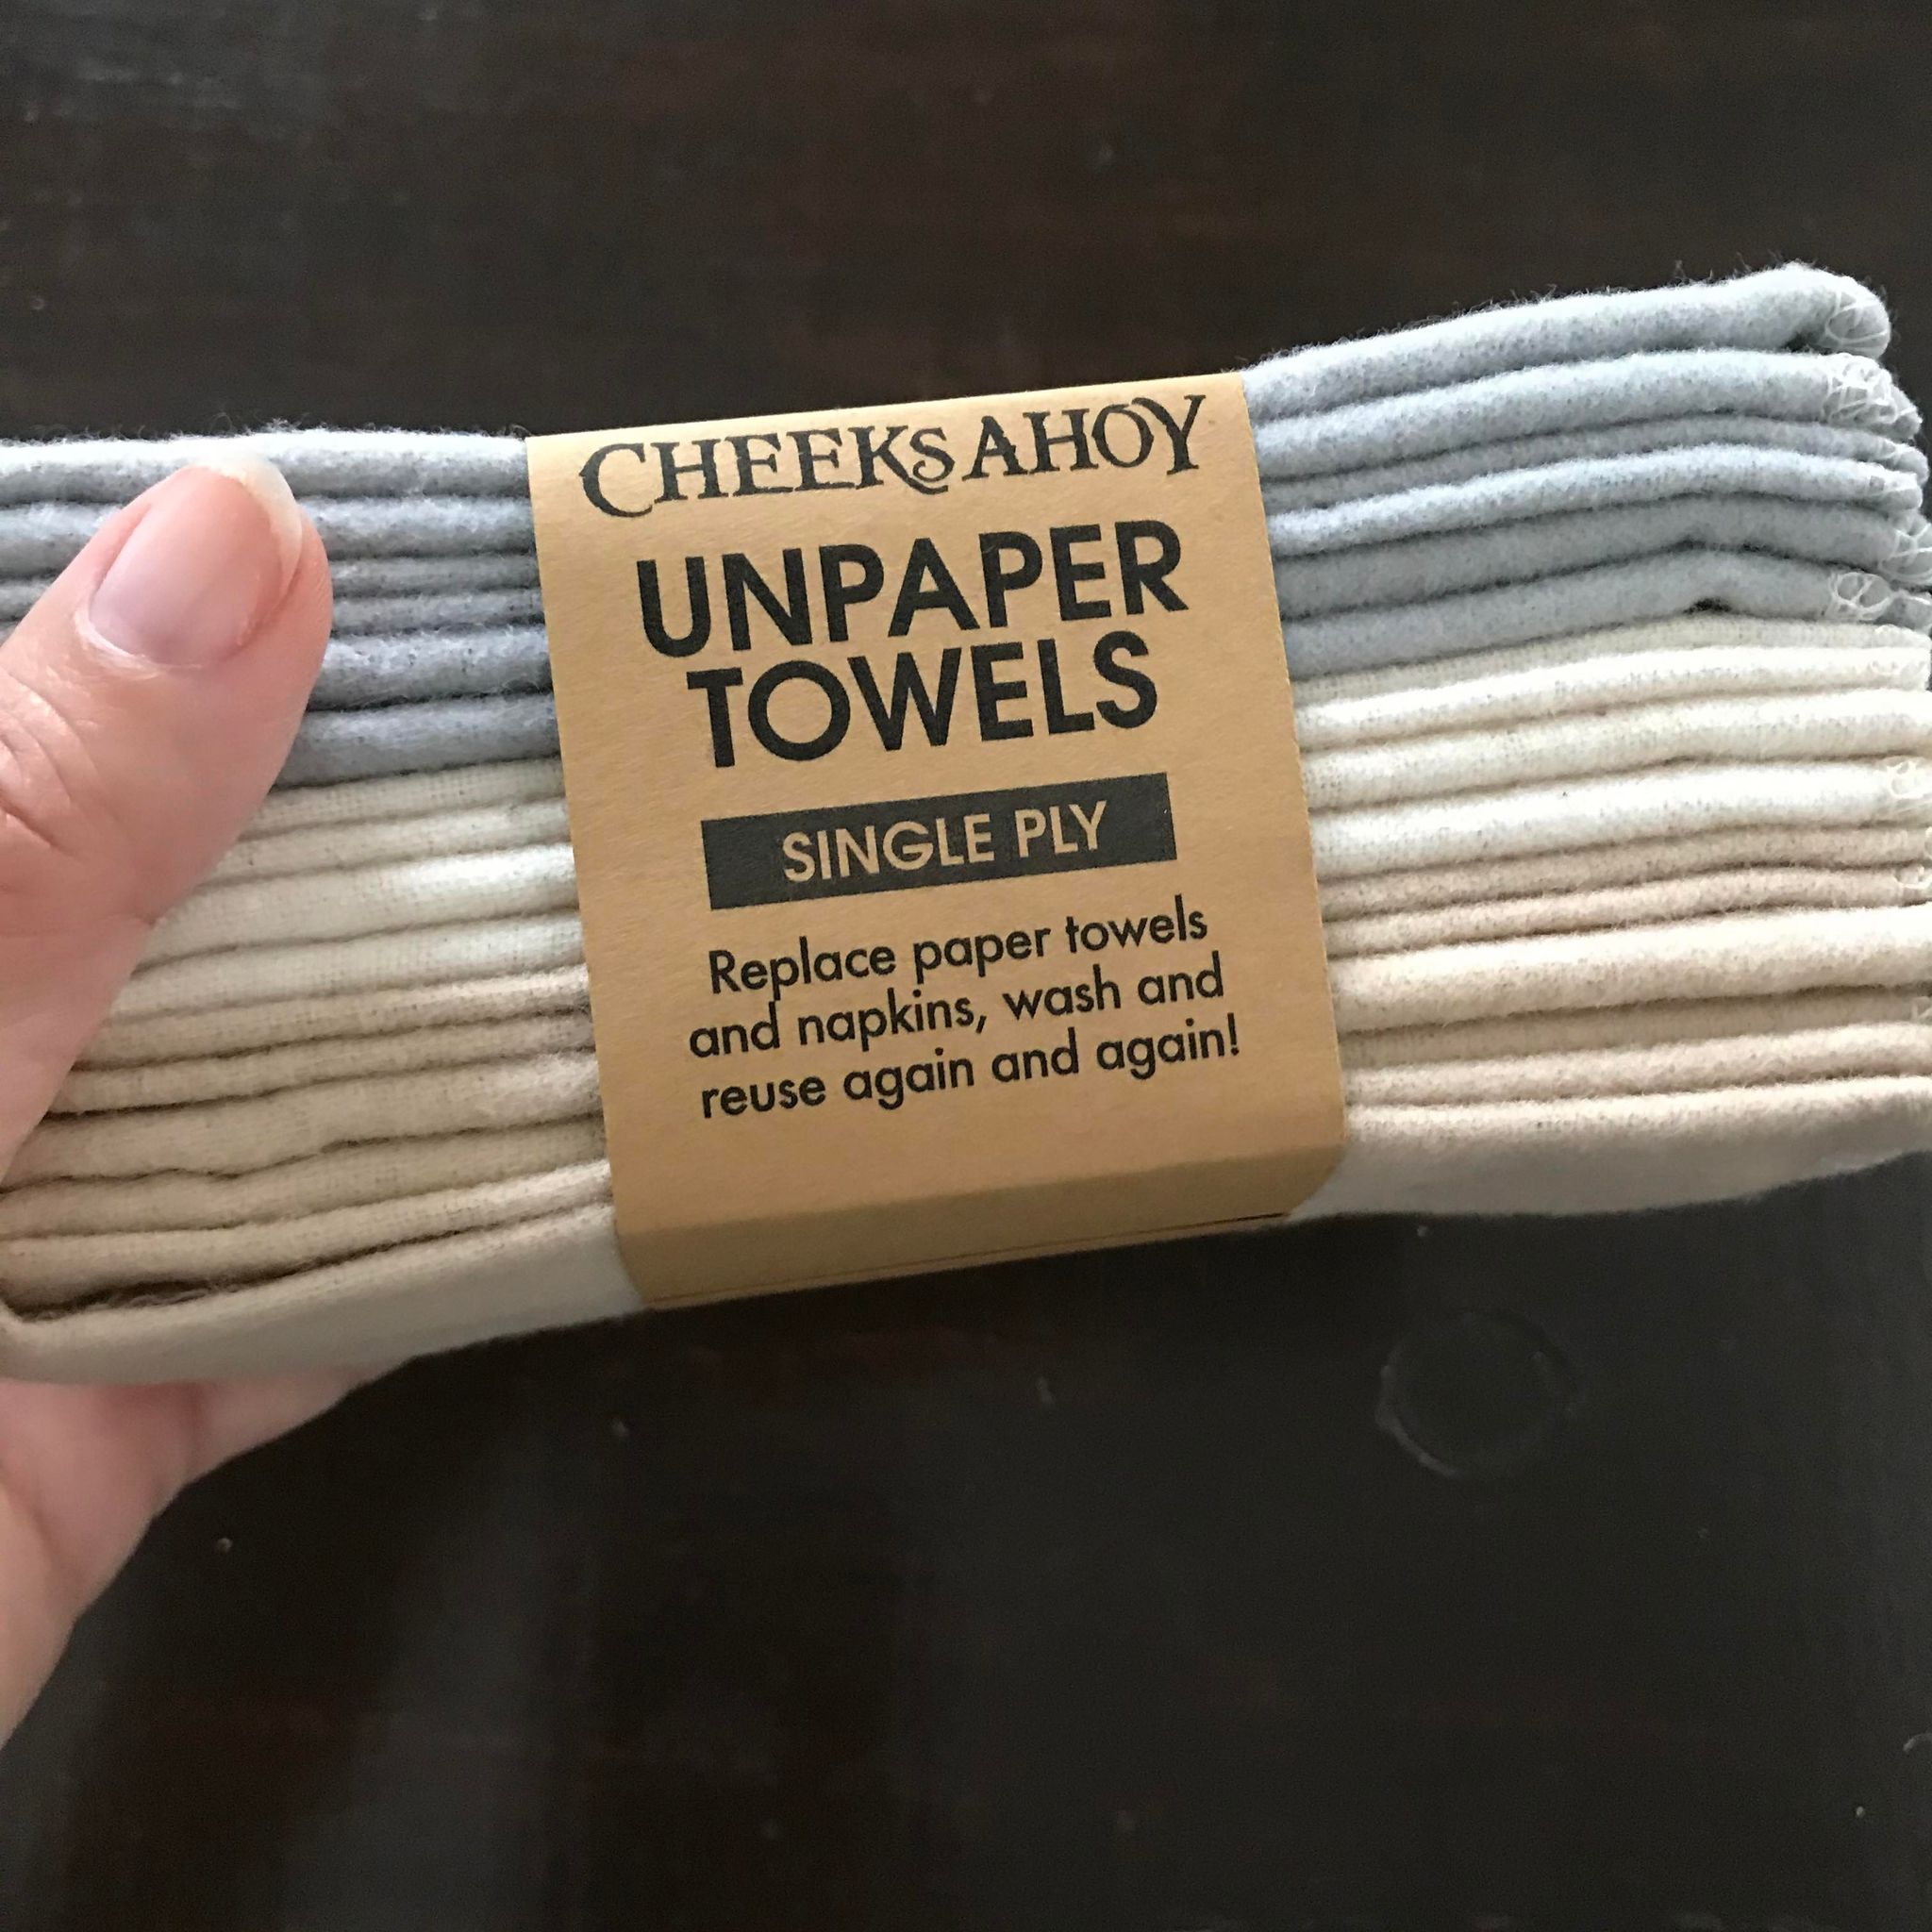 CHEEKS AHOY
UNPAPER
TOWELS
SINGLE PLY
Replace paper towels
and napkins, wash and
reuse again and again!